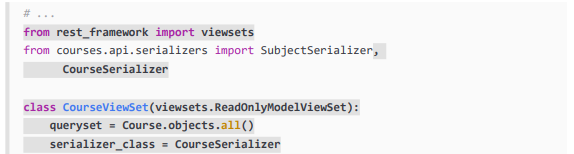 # ...
from rest_framework import viewsets
from courses.api.serializers import SubjectSerializer,
CourseSerializer
class CourseViewSet(viewsets.ReadOnlyModelViewSet):
queryset = Course.objects.all()
serializer_class = CourseSerializer